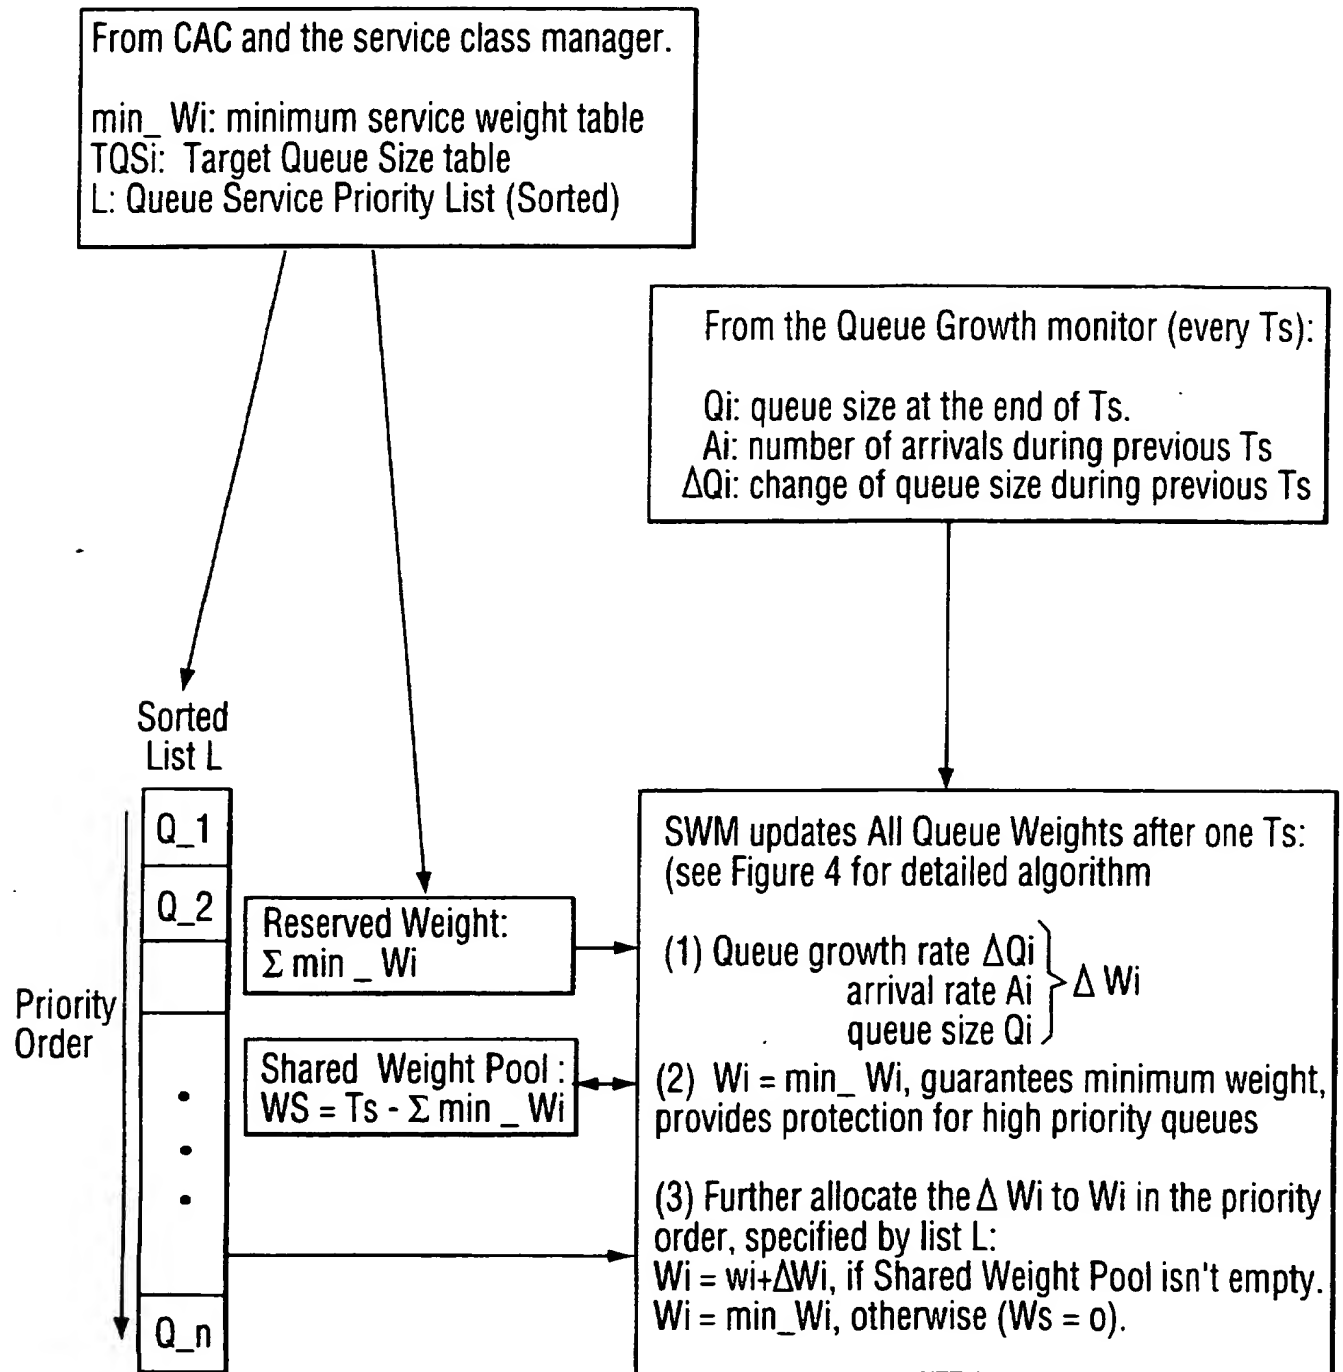 From CAC and the service class manager.
min_ Wi: minimum service weight table
TQSi: Target Queue Size table
L: Queue Service Priority List (Sorted)
From the Queue Growth monitor (every Ts):
Qi: queue size at the end of Ts.
Ai: number of arrivals during previous Ts
ΔQi: change of queue size during previous Ts
Sorted
List L
Q_1
Q_2
Q_n
Priority
Order
Reserved Weight:
Σ min _ Wi
Shared Weight Pool :
WS = Ts - Σ min _ Wi
SWM updates All Queue Weights after one Ts:
(see Figure 4 for detailed algorithm
(1) Queue growth rate ΔQi
arrival rate Ai
queue size Qi
Δ Wi
(2) Wi = min_ Wi, guarantees minimum weight,
provides protection for high priority queues
(3) Further allocate the Δ Wi to Wi in the priority
order, specified by list L:
Wi = wi+ΔWi, if Shared Weight Pool isn't empty.
Wi = min_Wi, otherwise (Ws = o).